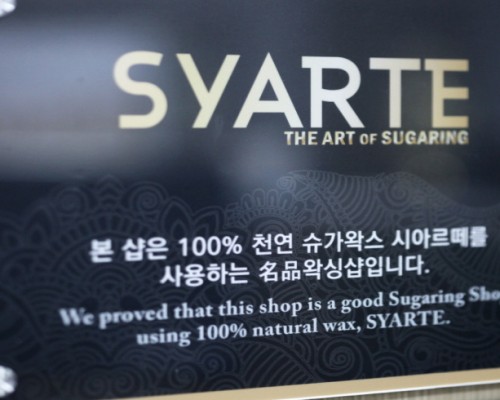 SYARTE
THE ART OF SUGARING
본 샵은 100% 천연 슈가왁스 시아르떼를
사용하는 名品왁싱샵입니다.
We proved that this shop is a good Sugaring Sho
using 100% natural wax, SYARTE.